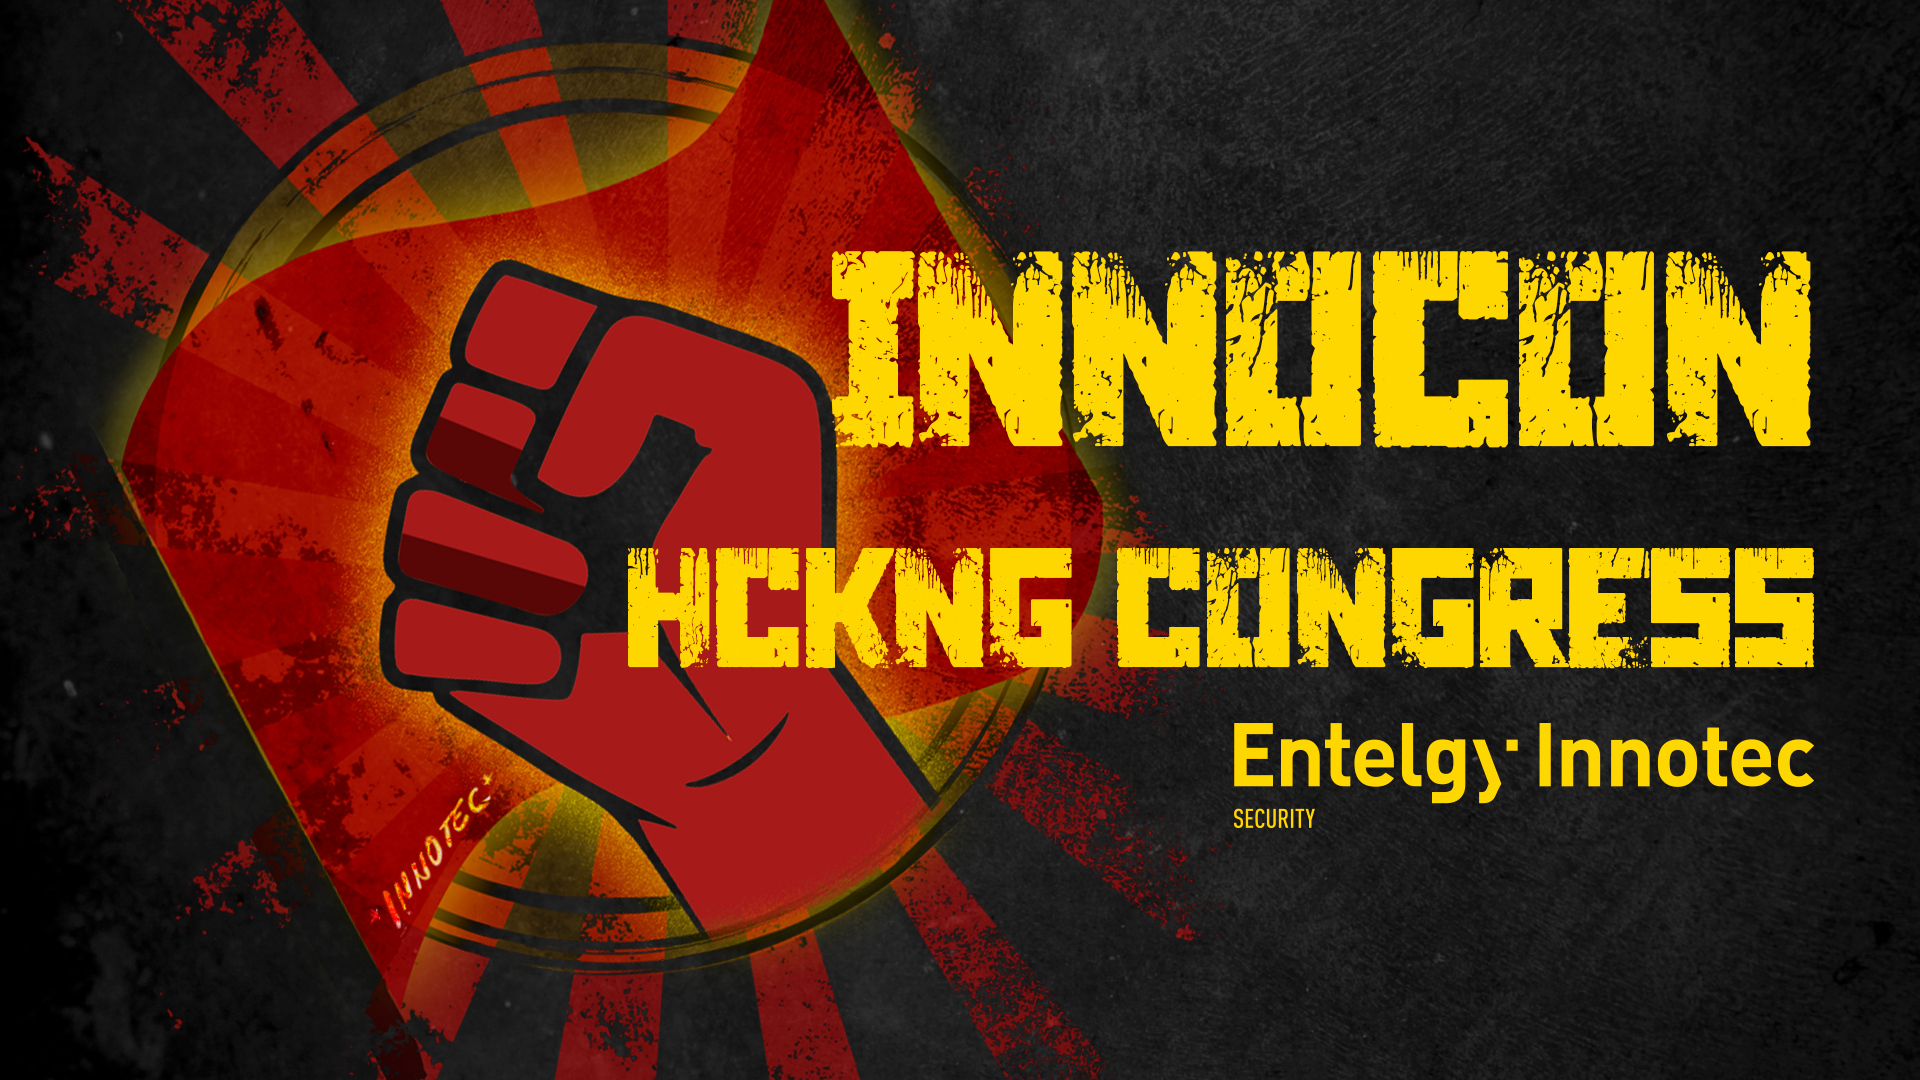 INNOCON
HCKNG CONGRESS
Entelgy Innotec
SECURITY
INNOTEC